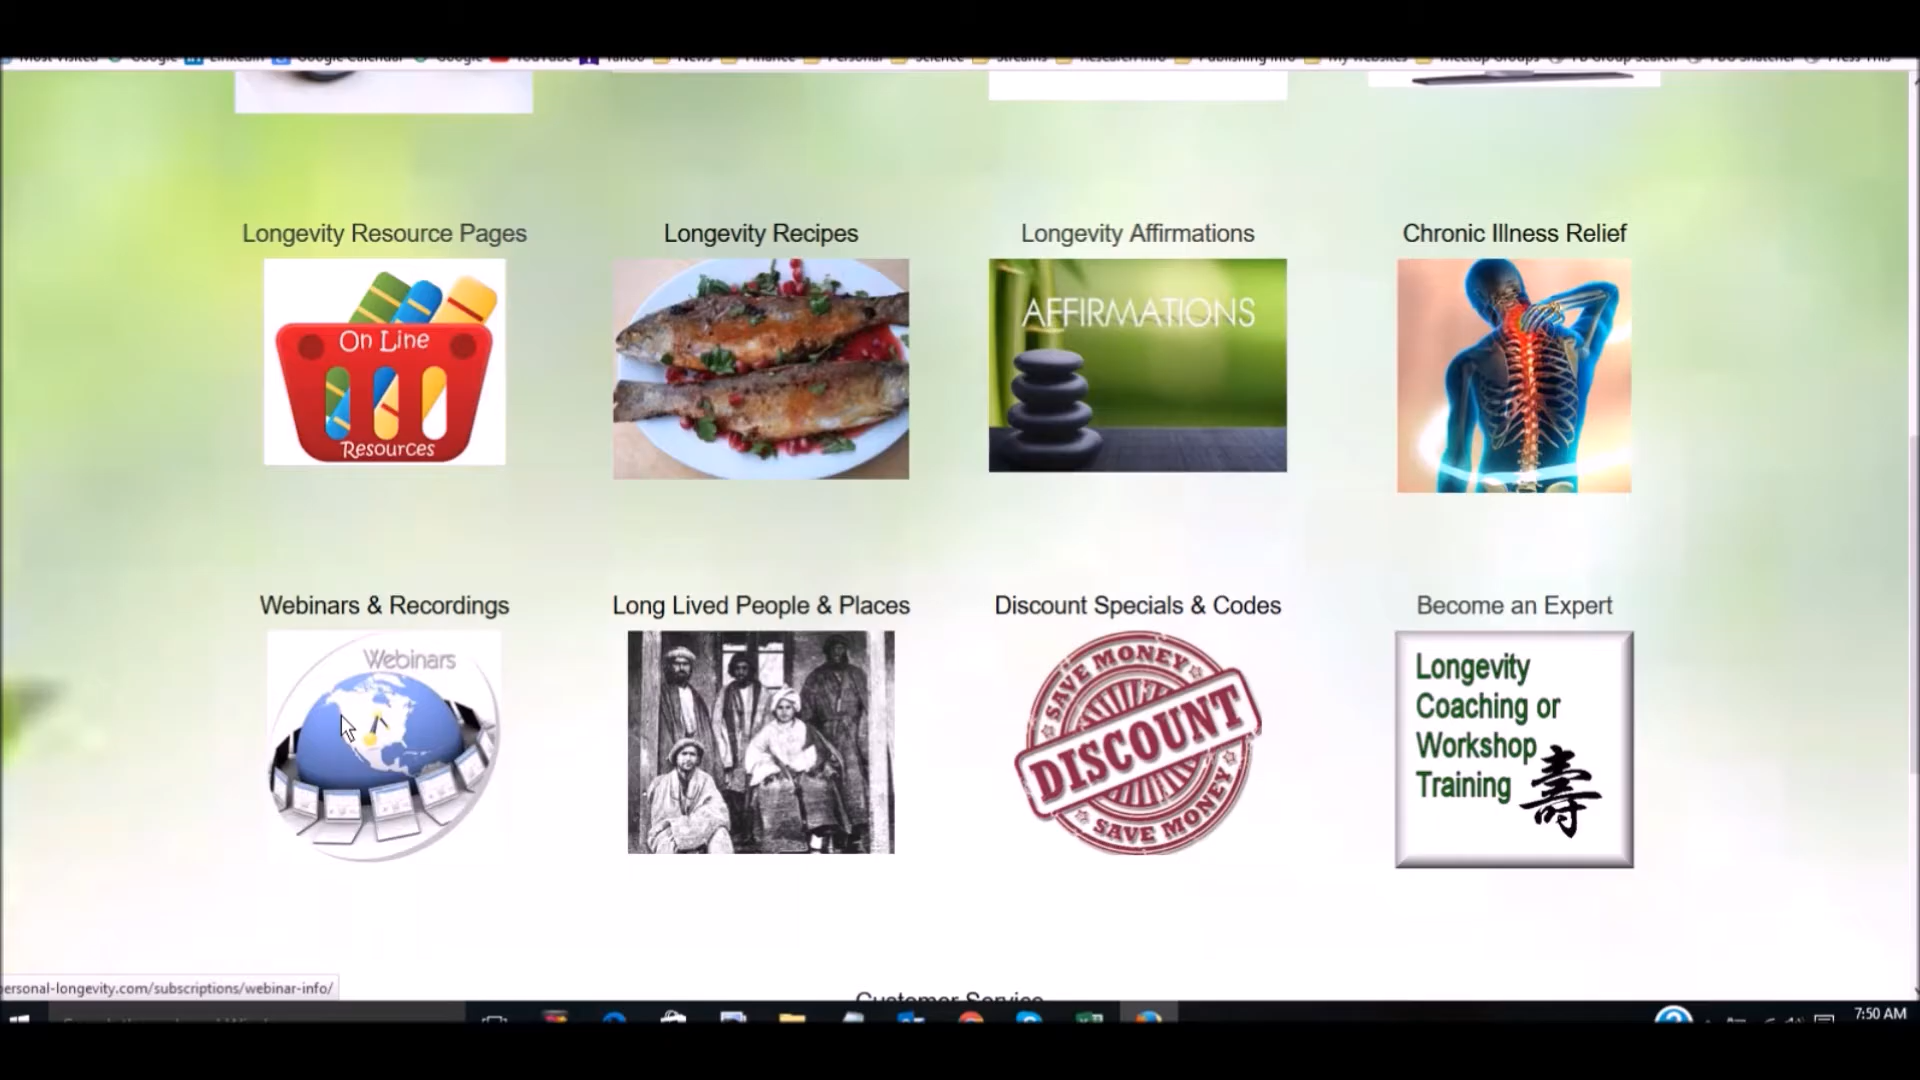 Longevity Resource Pages
Longevity Recipes
Longevity Affirmations
Chronic Illness Relief
On Line
Resources
AFFIRMATIONS
Webinars & Recordings
Long Lived People & Places
Discount Specials & Codes
Become an Expert
Webinars
SAVE MONEY
DISCOUNT
SAVE MONEY
Longevity
Coaching or
Workshop
Training
壽
ersonal-longevity.com/subscriptions/webinar-info/
Customer Service
7:50 AM